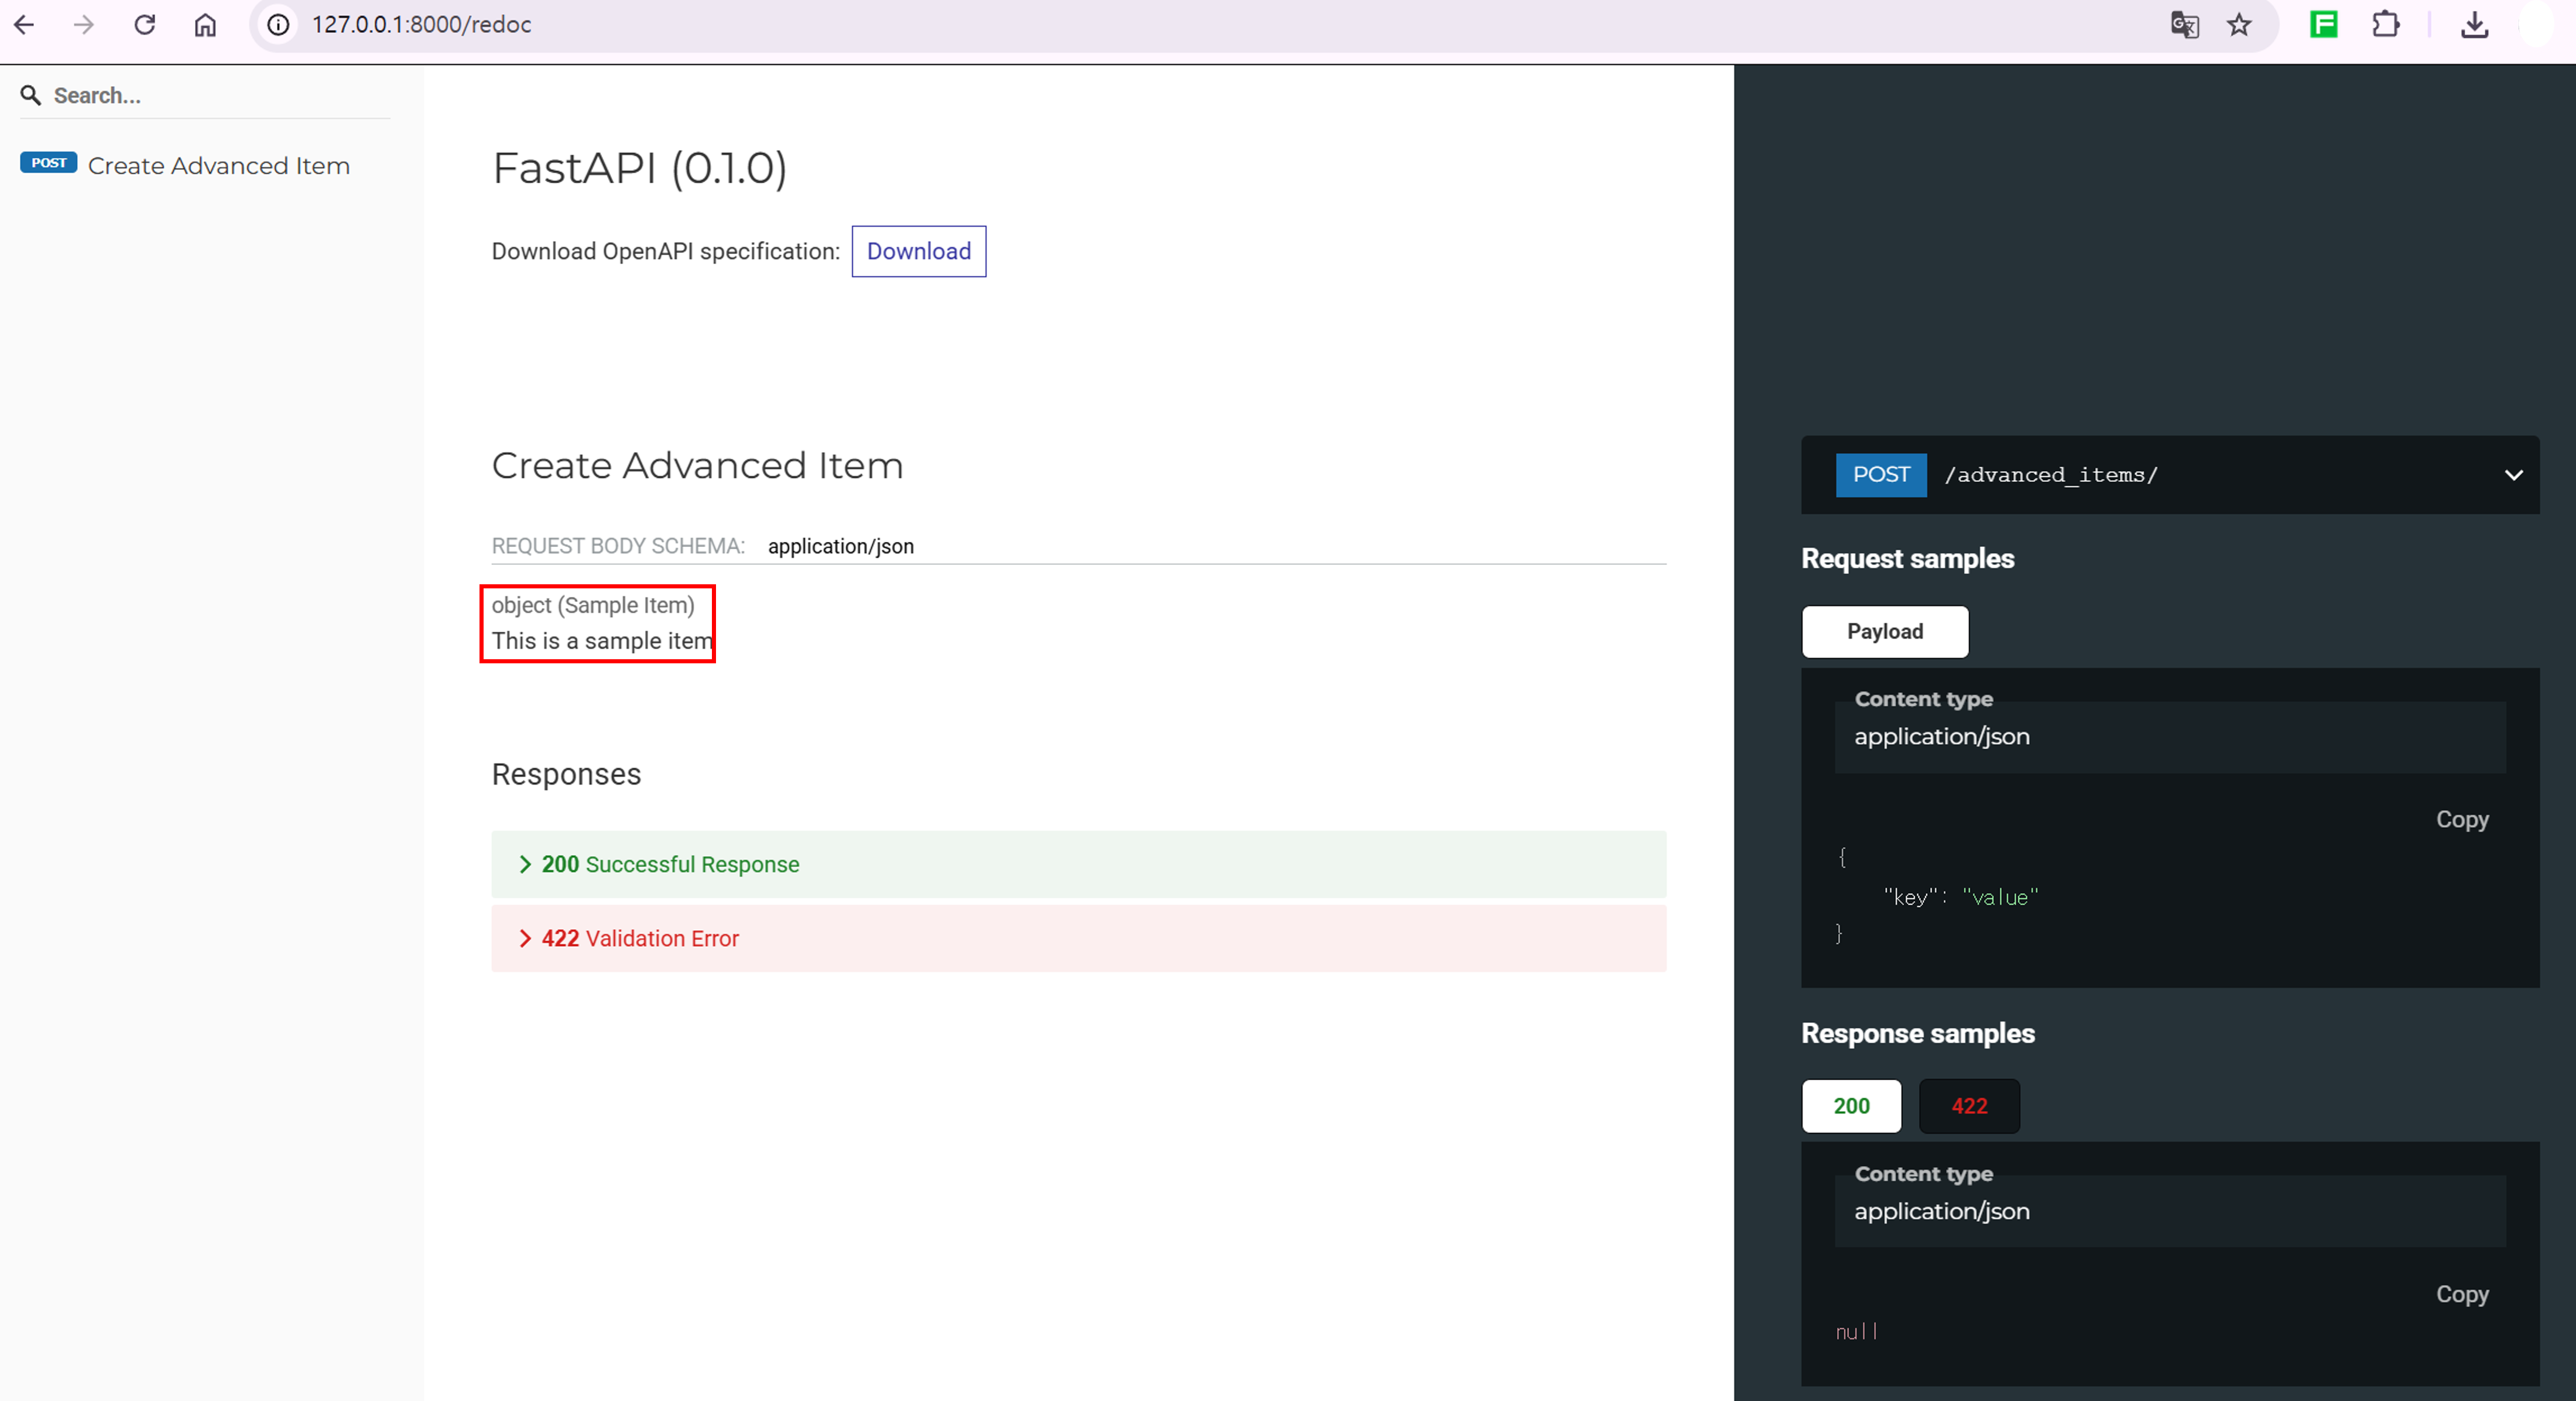 127.0.0.1:8000/redoc
Search...
POST Create Advanced Item
FastAPI (0.1.0)
Download OpenAPI specification: Download
Create Advanced Item
REQUEST BODY SCHEMA: application/json
object (Sample Item)
This is a sample item
Responses
200 Successful Response
422 Validation Error
POST /advanced_items/
Request samples
Payload
Content type
application/json
Copy
{
"key": "value"
}
Response samples
200 422
Content type
application/json
Copy
null